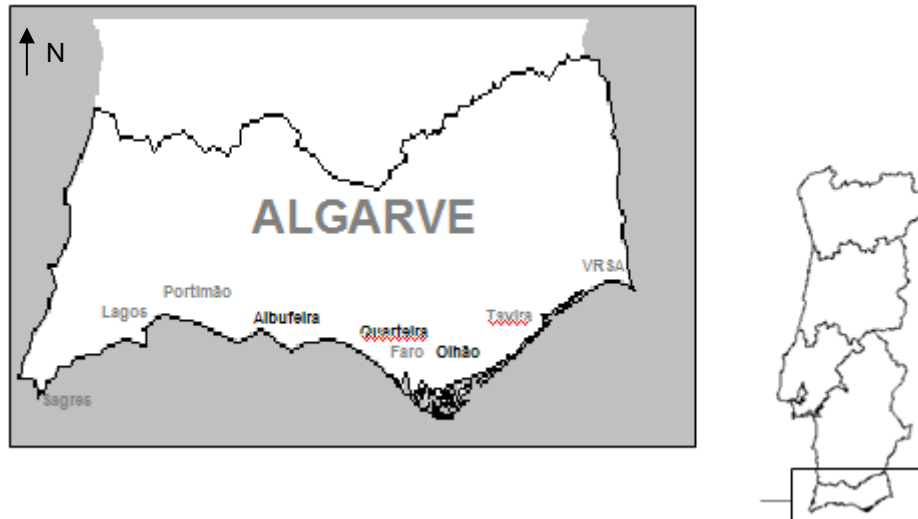 N
ALGARVE
VRSA
Portimão
Lagos
Albufeira
Tavira
Quarteira
Faro
Olhão
Sagres